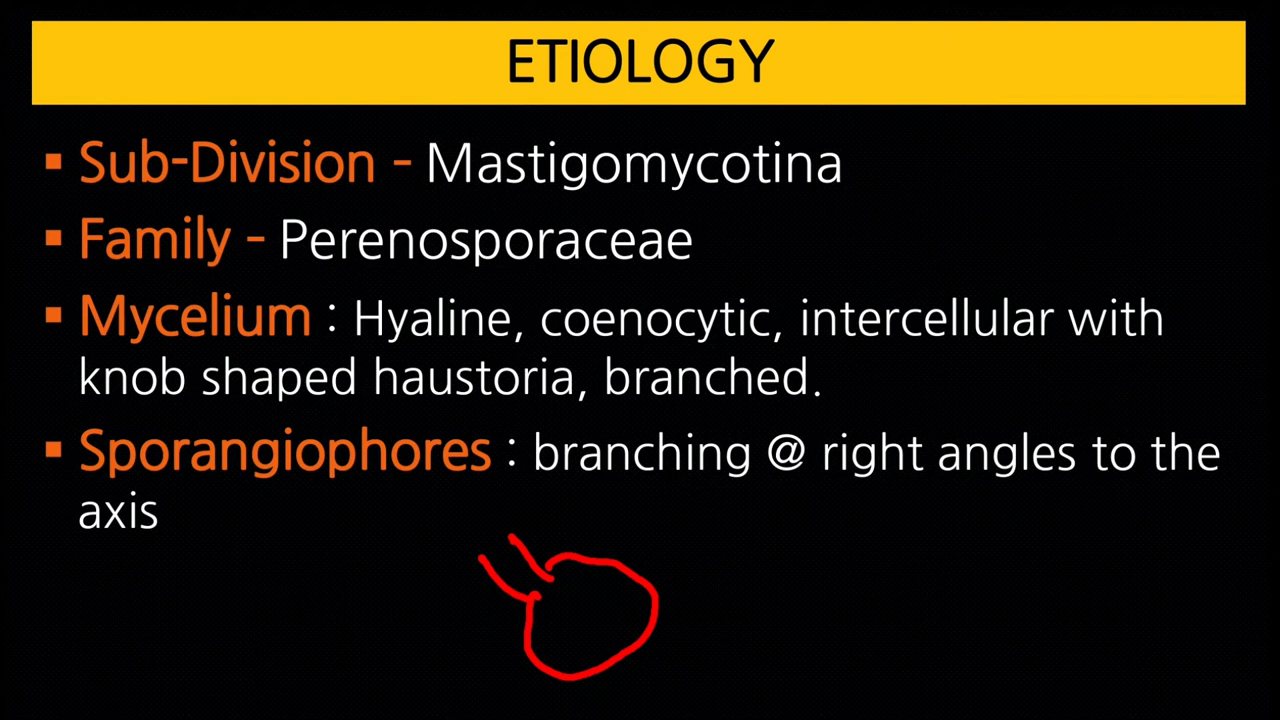 ETIOLOGY
▪ Sub-Division – Mastigomycotina
▪ Family – Perenosporaceae
▪ Mycelium : Hyaline, coenocytic, intercellular with
knob shaped haustoria, branched.
▪ Sporangiophores : branching @ right angles to the
axis